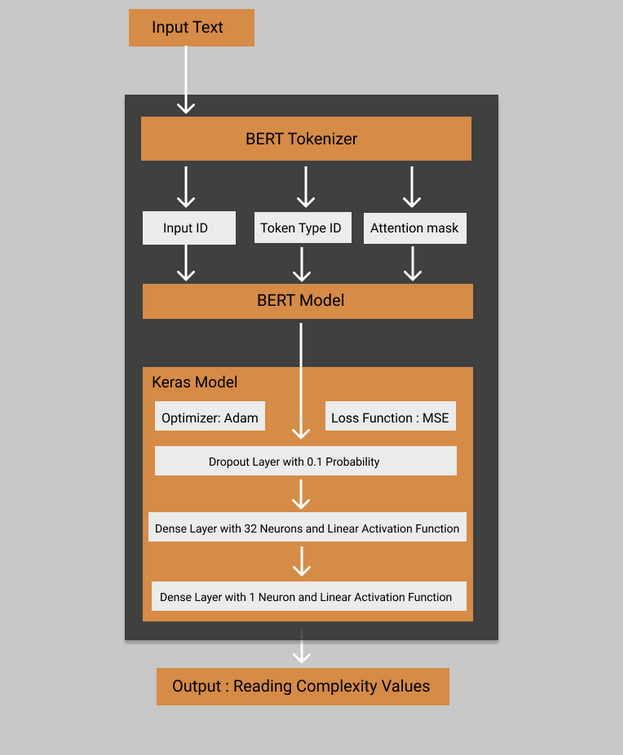 Input Text
BERT Tokenizer
Input ID
Token Type ID
Attention mask
BERT Model
Keras Model
Optimizer: Adam
Loss Function : MSE
Dropout Layer with 0.1 Probability
Dense Layer with 32 Neurons and Linear Activation Function
Dense Layer with 1 Neuron and Linear Activation Function
Output : Reading Complexity Values